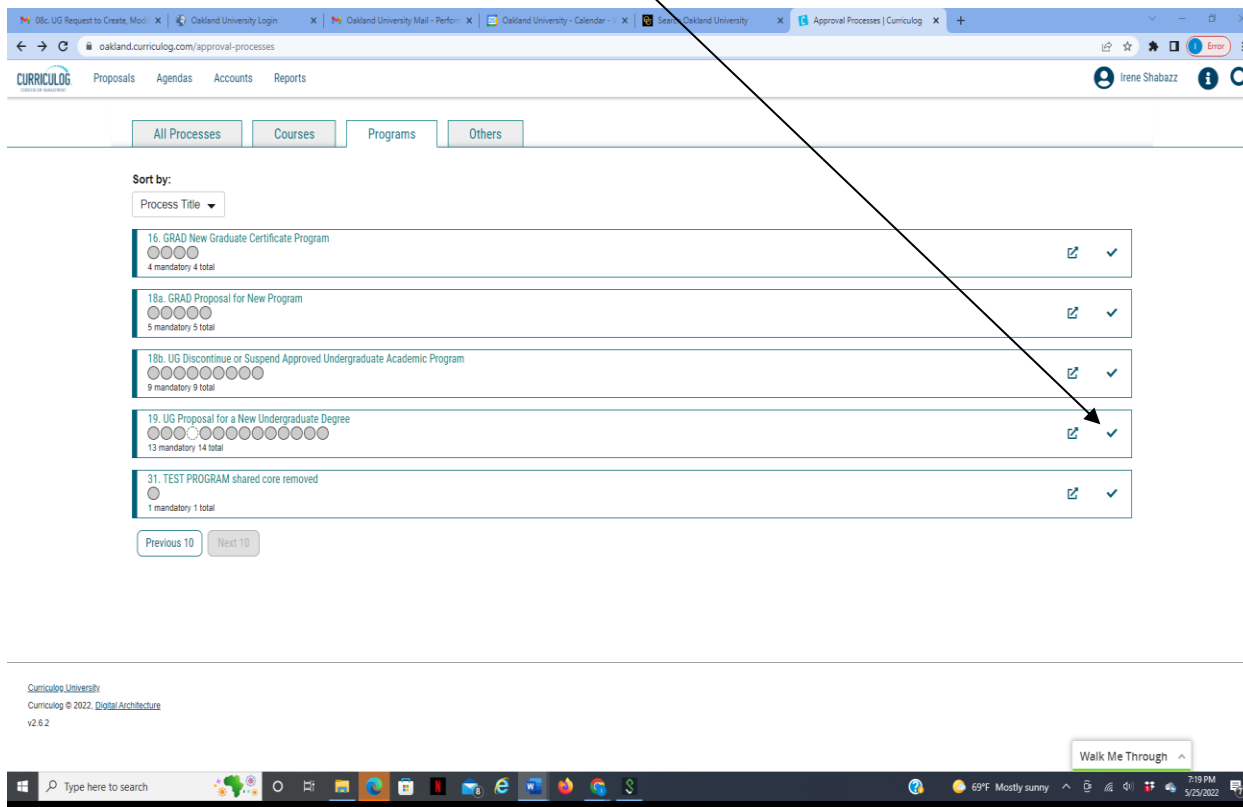 08c. UG Request to Create, Modi
Oakland University Login
Oakland University Mail - Perforr
Oakland University - Calendar -
Search Oakland University
Approval Processes | Curriculog
oakland.curriculog.com/approval-processes
Error
CURRICULOG
Proposals
Agendas
Accounts
Reports
Irene Shabazz
All Processes
Courses
Programs
Others
Sort by:
Process Title
16. GRAD New Graduate Certificate Program
4 mandatory 4 total
18a. GRAD Proposal for New Program
5 mandatory 5 total
18b. UG Discontinue or Suspend Approved Undergraduate Academic Program
9 mandatory 9 total
19. UG Proposal for a New Undergraduate Degree
13 mandatory 14 total
31. TEST PROGRAM shared core removed
1 mandatory 1 total
Previous 10
Next 10
Curriculog University
Curriculog © 2022, Digital Architecture
v2.6.2
Walk Me Through
Type here to search
69°F Mostly sunny
7:19 PM
5/25/2022